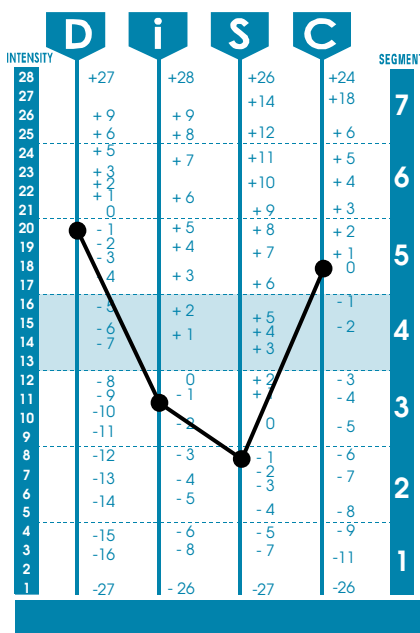 D i S C
INTENSITY SEGMENT
28 +27 +28 +26 +24
27 +14 +18 7
26 + 9 + 9
25 + 6 + 8 +12 + 6
24 + 5 + 7 +11 + 5
23 + 3 6
+ 2 +10 + 4
22 + 1 + 6
21 0 + 9 + 3
20 - 1 + 5 + 8 + 2
19 - 2 + 4 + 7 + 1 5
- 3
18 4 + 3 0
17 + 6
16 - 5 + 2 - 1
15 - 6 + 5 - 2
+ 1 + 4 4
14 - 7 + 3
13
12 - 8 0 + 2 - 3
11 - 9 - 1 - 4
-10 3
10 - 2 0 - 5
9 -11
8 -12 - 3 - 1 - 6
- 2
7 -13 - 4 - 3 - 7
6 -14 - 5 2
5 - 4 - 8
4 -15 - 6 - 5 - 9
3 -16 - 8 - 7 -11 1
2
1 -27 - 26 -27 -26